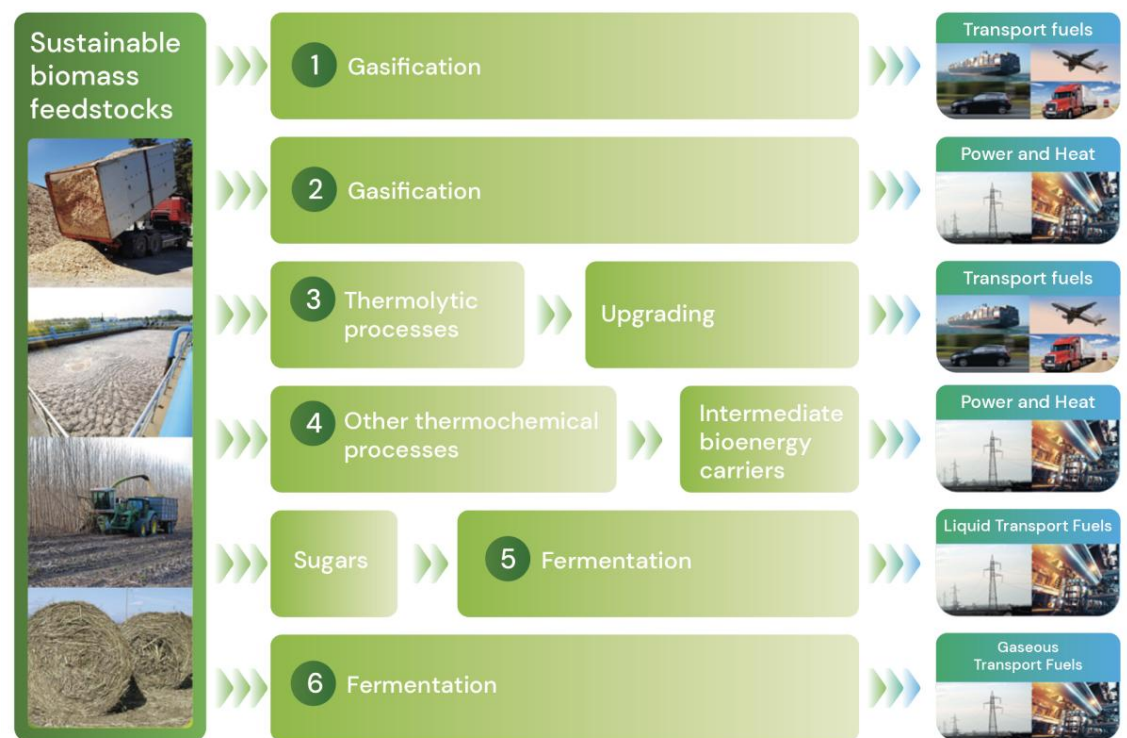 Sustainable
biomass
feedstocks
1 Gasification
Transport fuels
2 Gasification
Power and Heat
3 Thermolytic
processes
Upgrading
Transport fuels
4 Other thermochemical
processes
Intermediate
bioenergy
carriers
Power and Heat
Sugars
5 Fermentation
Liquid Transport Fuels
6 Fermentation
Gaseous
Transport Fuels